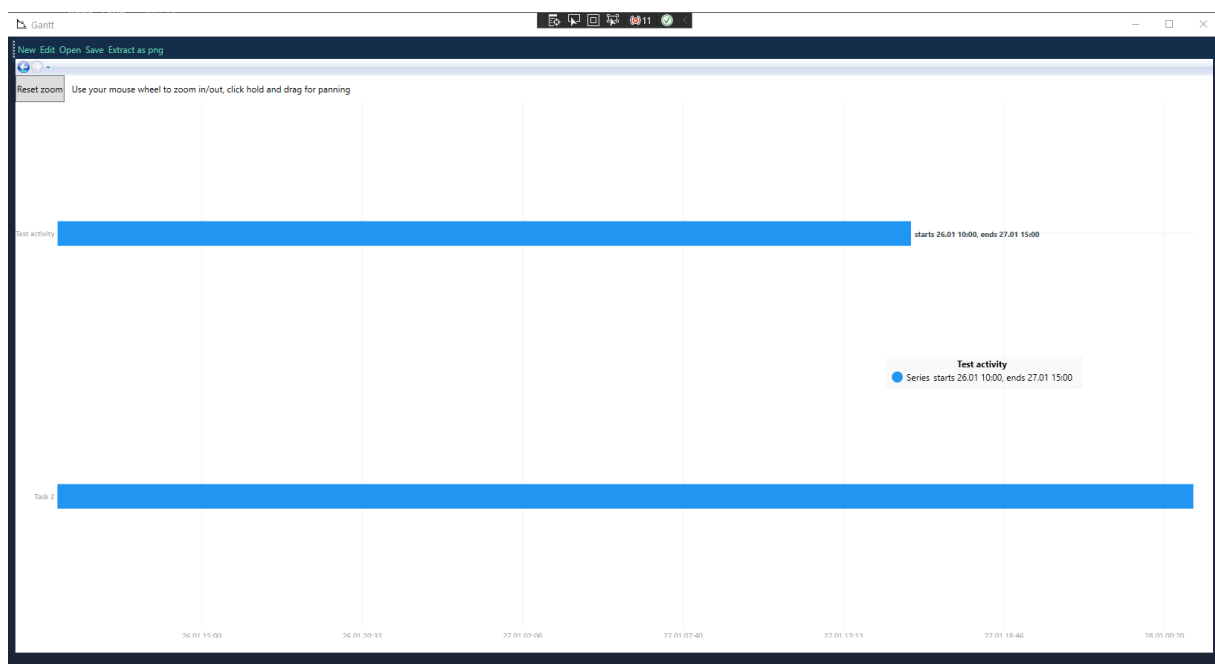 Gantt
11
New Edit Open Save Extract as png
Reset zoom Use your mouse wheel to zoom in/out, click hold and drag for panning
Test activity starts 26.01 10:00, ends 27.01 15:00
Test activity
Series starts 26.01 10:00, ends 27.01 15:00
Task 2
26.01 15:00 26.01 20:33 27.01 02:06 27.01 07:40 27.01 13:13 27.01 18:46 28.01 00:20